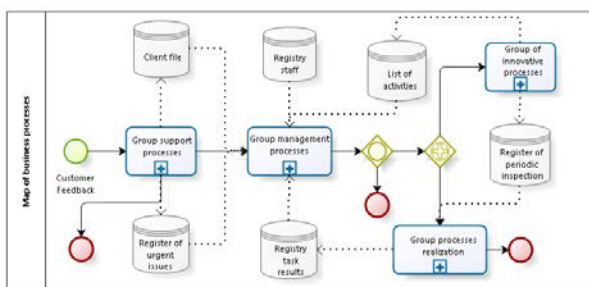 Map of business processes
Client file
Registry
staff
List of
activities
Group of
innovative
processes
Customer
Feedback
Group support
processes
Group management
processes
Register
of periodic
inspection
Register of
urgent
issues
Registry
task
results
Group processes
realization